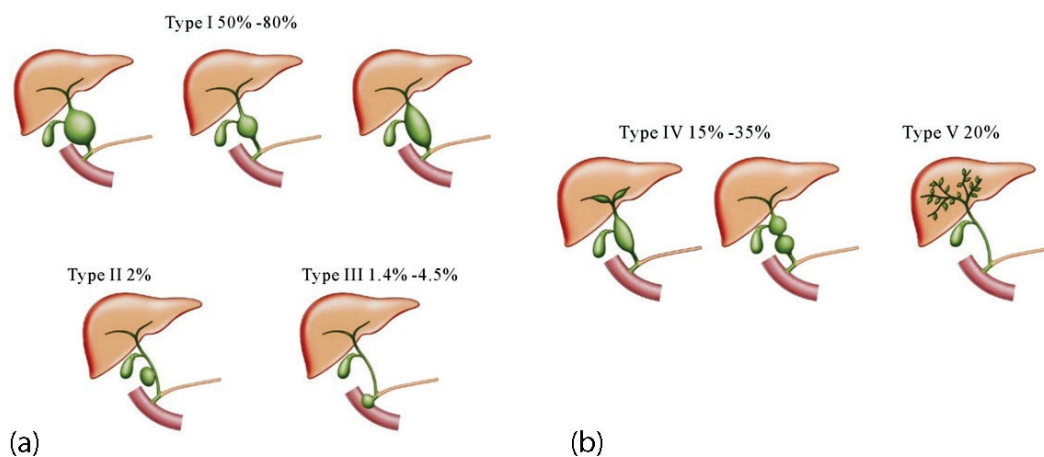 Type I 50% -80%
Type II 2%
Type III 1.4% -4.5%
(a)
Type IV 15% -35%
Type V 20%
(b)